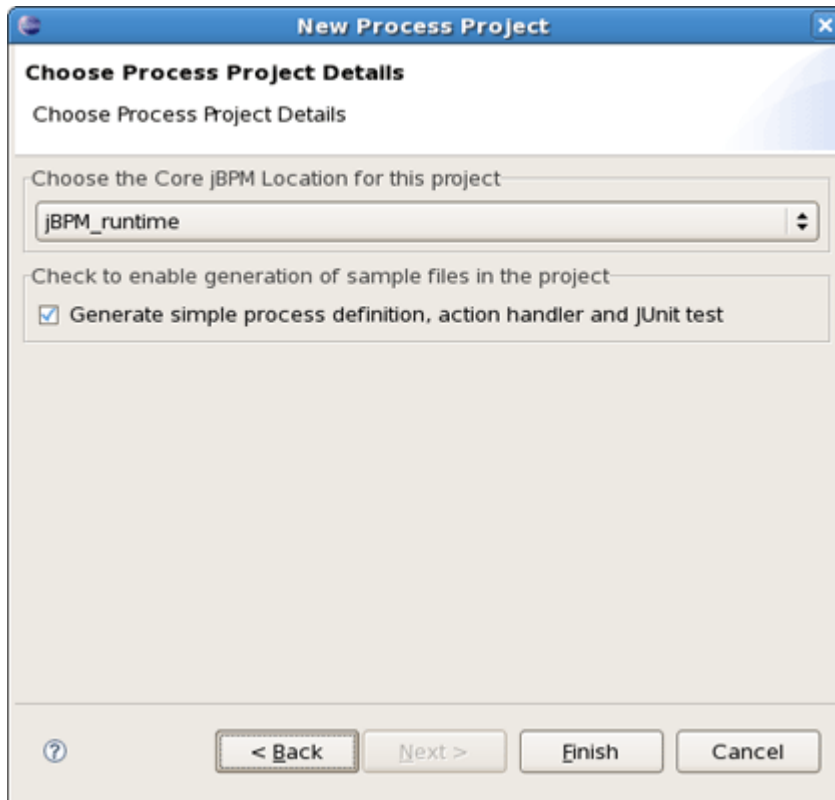 New Process Project
Choose Process Project Details
Choose Process Project Details
Choose the Core jBPM Location for this project
jBPM_runtime
Check to enable generation of sample files in the project
Generate simple process definition, action handler and JUnit test
?
< Back
Next >
Finish
Cancel